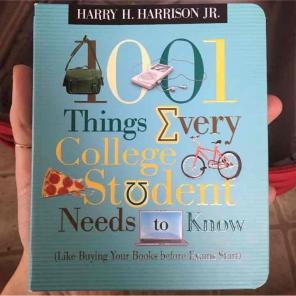 HARRY H. HARRISON JR.
1001
Things Every
College
Student
Needs to Know
(Like Buying Your Books before Exams Start)